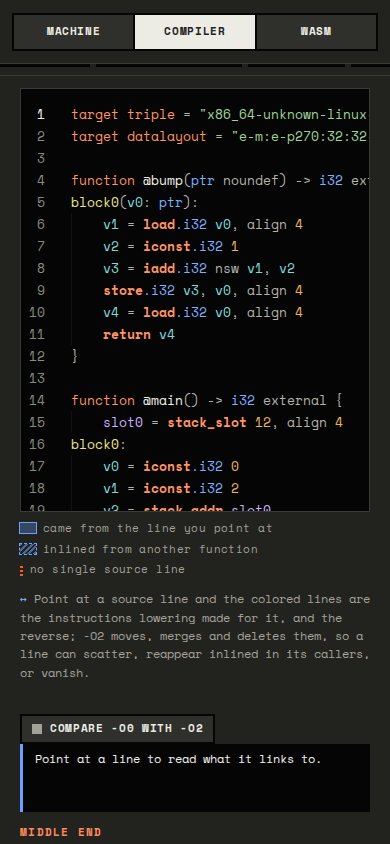 MACHINE COMPILER WASM
1 target triple = "x86_64-unknown-linux
2 target datalayout = "e-m:e-p270:32:32
3
4 function @bump(ptr noundef) -> i32 ext
5 block0(v0: ptr):
6 v1 = load.i32 v0, align 4
7 v2 = iconst.i32 1
8 v3 = iadd.i32 nsw v1, v2
9 store.i32 v3, v0, align 4
10 v4 = load.i32 v0, align 4
11 return v4
12 }
13
14 function @main() -> i32 external {
15 slot0 = stack_slot 12, align 4
16 block0:
17 v0 = iconst.i32 0
18 v1 = iconst.i32 2
19 v2 = stack_addr slot0
came from the line you point at
inlined from another function
no single source line
↔ Point at a source line and the colored lines are
the instructions lowering made for it, and the
reverse; -O2 moves, merges and deletes them, so a
line can scatter, reappear inlined in its callers,
or vanish.
COMPARE -O0 WITH -O2
Point at a line to read what it links to.
MIDDLE END